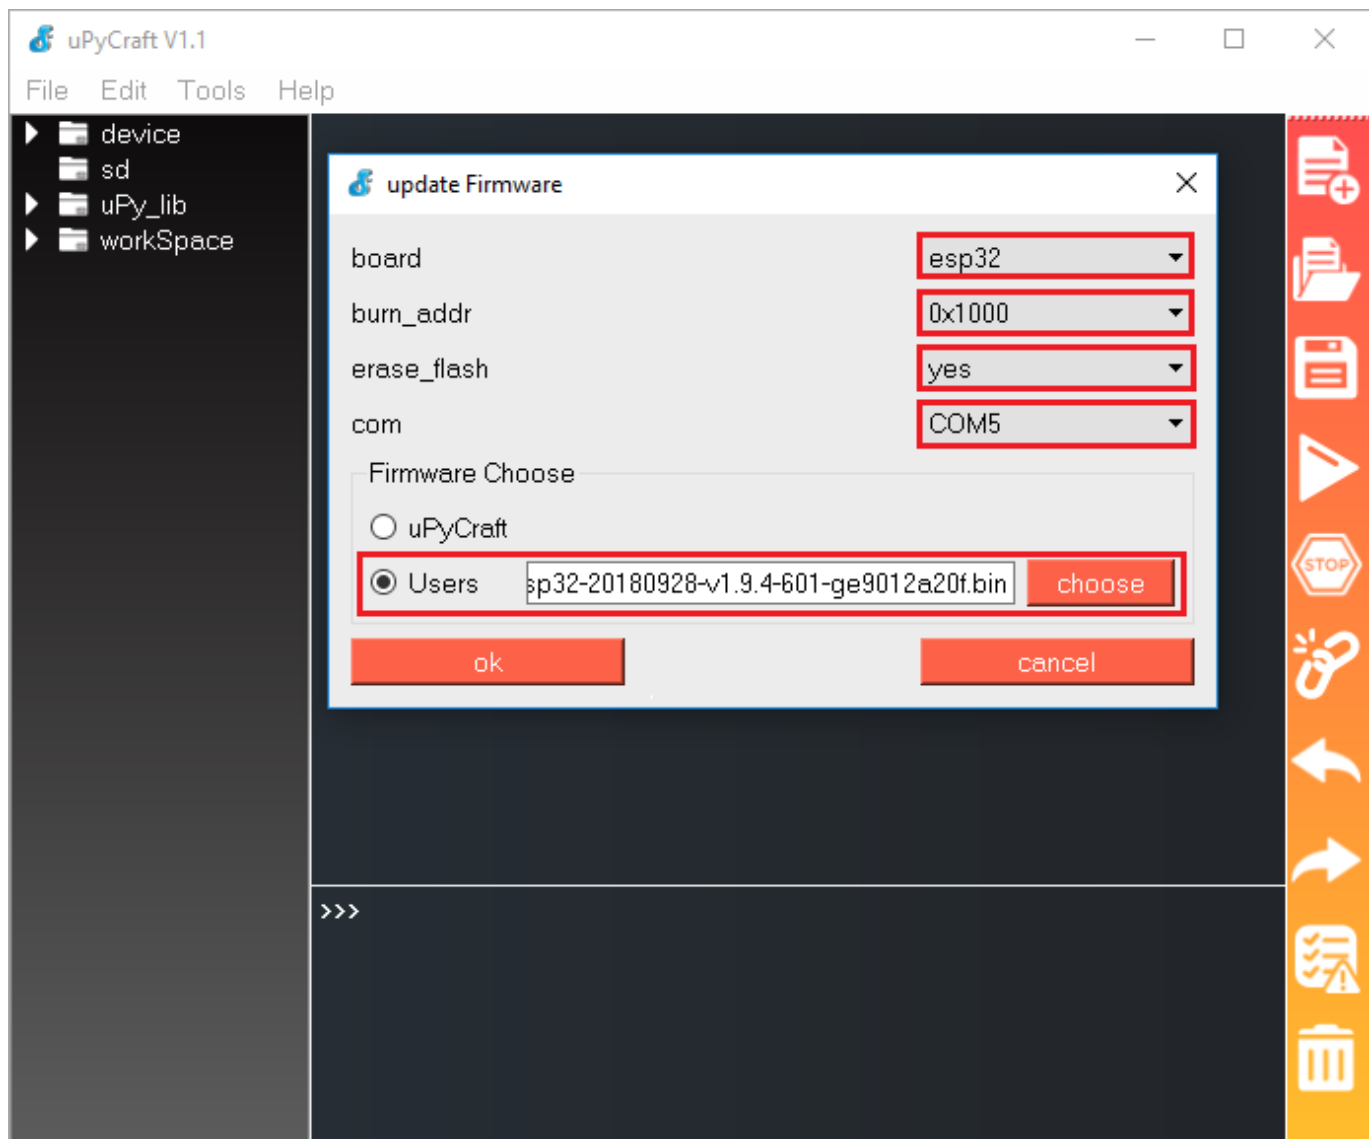 uPyCraft V1.1
File Edit Tools Help
device
sd
uPy_lib
workSpace
update Firmware
board esp32
burn_addr 0x1000
erase_flash yes
com COM5
Firmware Choose
uPyCraft
Users sp32-20180928-v1.9.4-601-ge9012a20f.bin choose
ok cancel
>>>
STOP